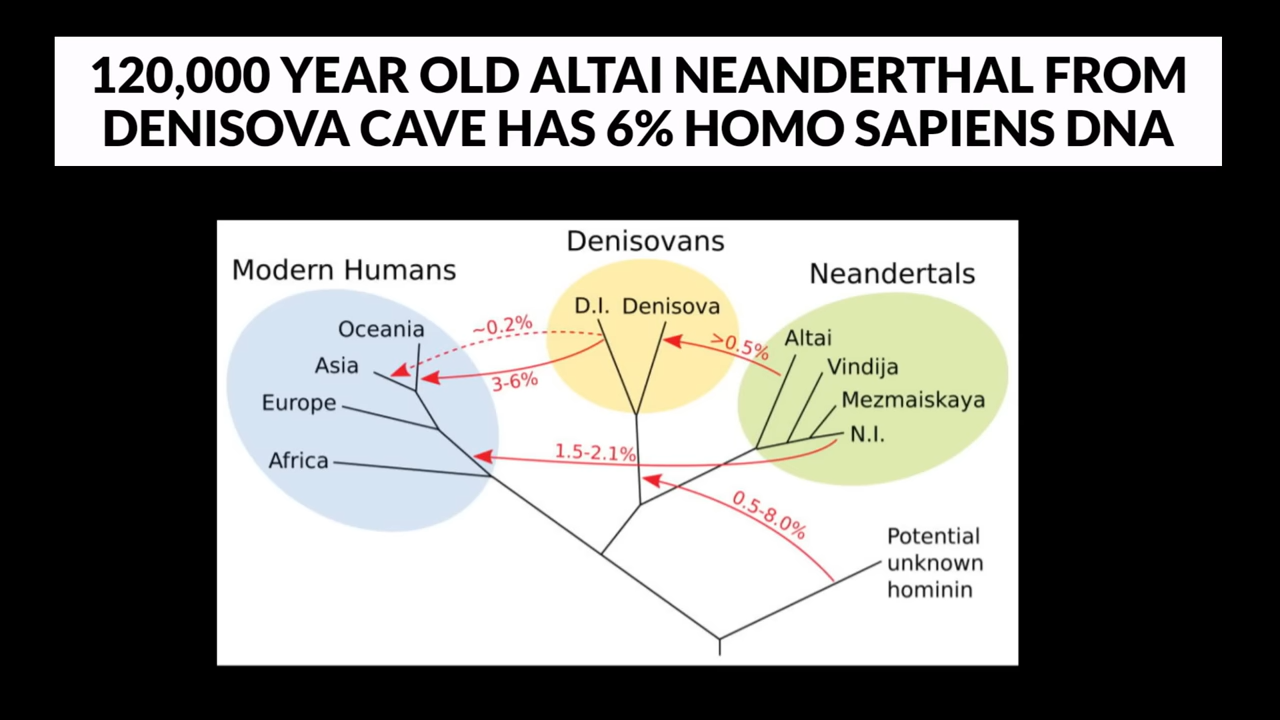 120,000 YEAR OLD ALTAI NEANDERTHAL FROM
DENISOVA CAVE HAS 6% HOMO SAPIENS DNA
Denisovans
Modern Humans
Neandertals
D.I. Denisova
Oceania
~0.2%
>0.5%
Altai
Asia
Vindija
3-6%
Europe
Mezmaiskaya
N.I.
1.5-2.1%
Africa
0.5-8.0%
Potential
unknown
hominin